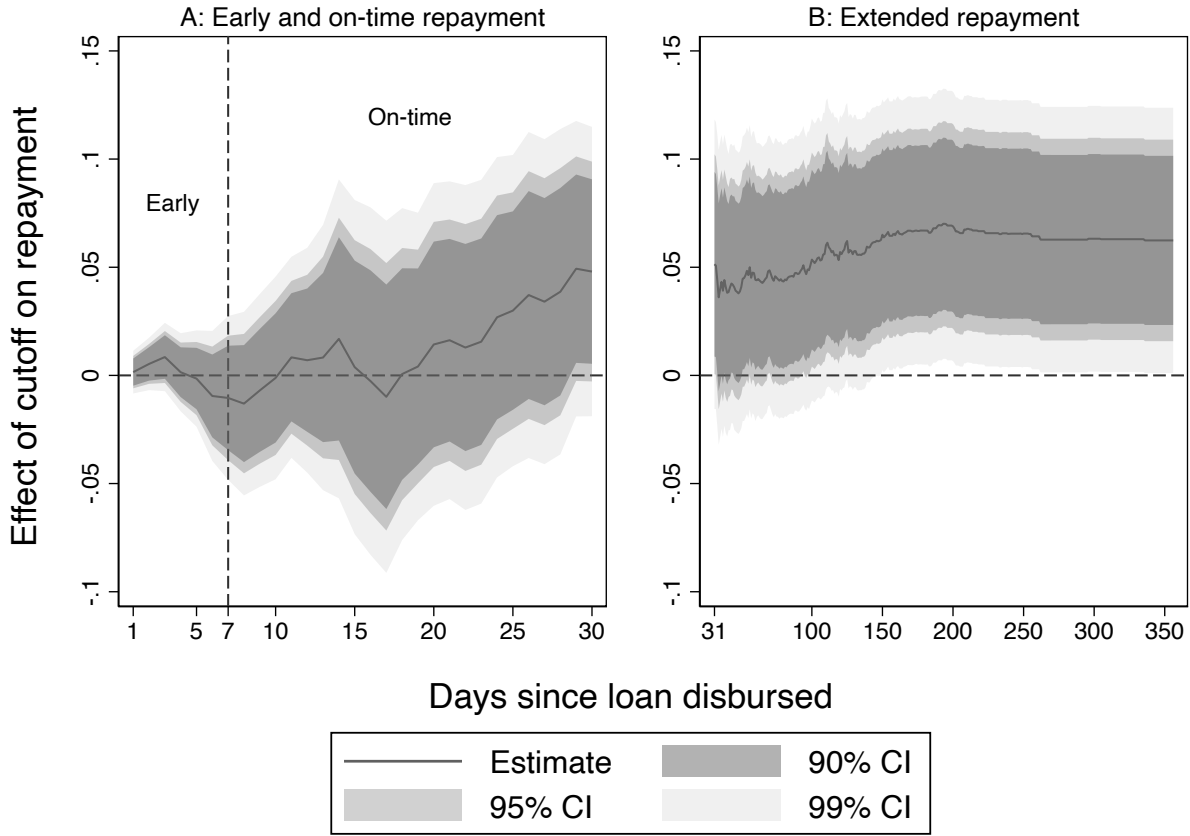 A: Early and on-time repayment
B: Extended repayment
Effect of cutoff on repayment
.15
.1
.05
0
-.05
-.1
Early
On-time
1 5 7 10 15 20 25 30
.15
.1
.05
0
-.05
-.1
31 100 150 200 250 300 350
Days since loan disbursed
Estimate
90% CI
95% CI
99% CI